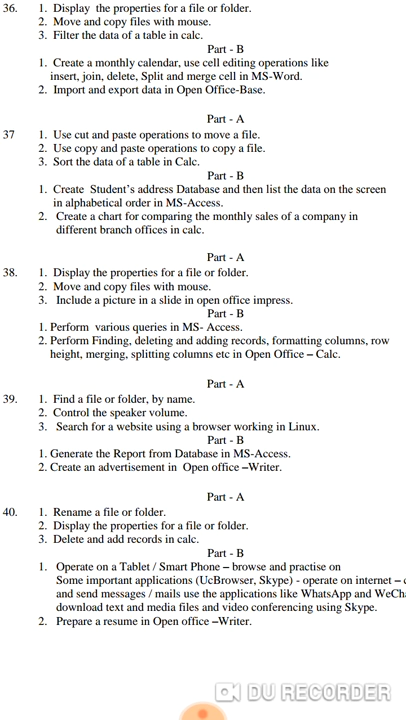 36. 1. Display the properties for a file or folder.
2. Move and copy files with mouse.
3. Filter the data of a table in calc.
Part - B
1. Create a monthly calendar, use cell editing operations like
insert, join, delete, Split and merge cell in MS-Word.
2. Import and export data in Open Office-Base.
Part - A
37 1. Use cut and paste operations to move a file.
2. Use copy and paste operations to copy a file.
3. Sort the data of a table in Calc.
Part - B
1. Create Student's address Database and then list the data on the screen
in alphabetical order in MS-Access.
2. Create a chart for comparing the monthly sales of a company in
different branch offices in calc.
Part - A
38. 1. Display the properties for a file or folder.
2. Move and copy files with mouse.
3. Include a picture in a slide in open office impress.
Part - B
1. Perform various queries in MS- Access.
2. Perform Finding, deleting and adding records, formatting columns, row
height, merging, splitting columns etc in Open Office – Calc.
Part - A
39. 1. Find a file or folder, by name.
2. Control the speaker volume.
3. Search for a website using a browser working in Linux.
Part - B
1. Generate the Report from Database in MS-Access.
2. Create an advertisement in Open office –Writer.
Part - A
40. 1. Rename a file or folder.
2. Display the properties for a file or folder.
3. Delete and add records in calc.
Part - B
1. Operate on a Tablet / Smart Phone – browse and practise on
Some important applications (UcBrowser, Skype) - operate on internet –
and send messages / mails use the applications like WhatsApp and
download text and media files and video conferencing using Skype.
2. Prepare a resume in Open office –Writer.
DU RECORDER